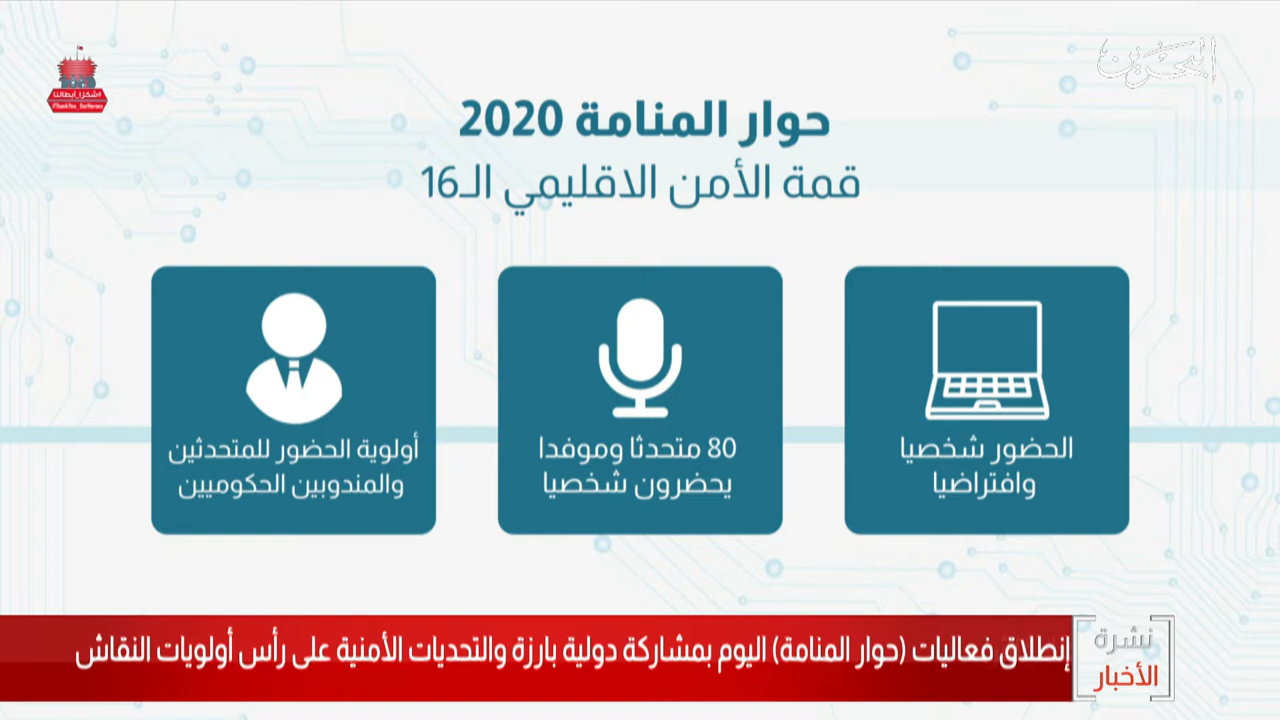 البحرين
#شكرا_أبطالنا
حوار المنامة 2020
قمة الأمن الاقليمي الـ16
الحضور شخصيا
وافتراضيا
80 متحدثا وموفدا
يحضرون شخصيا
أولوية الحضور للمتحدثين
والمندوبين الحكوميين
نشرة
الأخبار
إنطلاق فعاليات (حوار المنامة) اليوم بمشاركة دولية بارزة والتحديات الأمنية على رأس أولويات النقاش